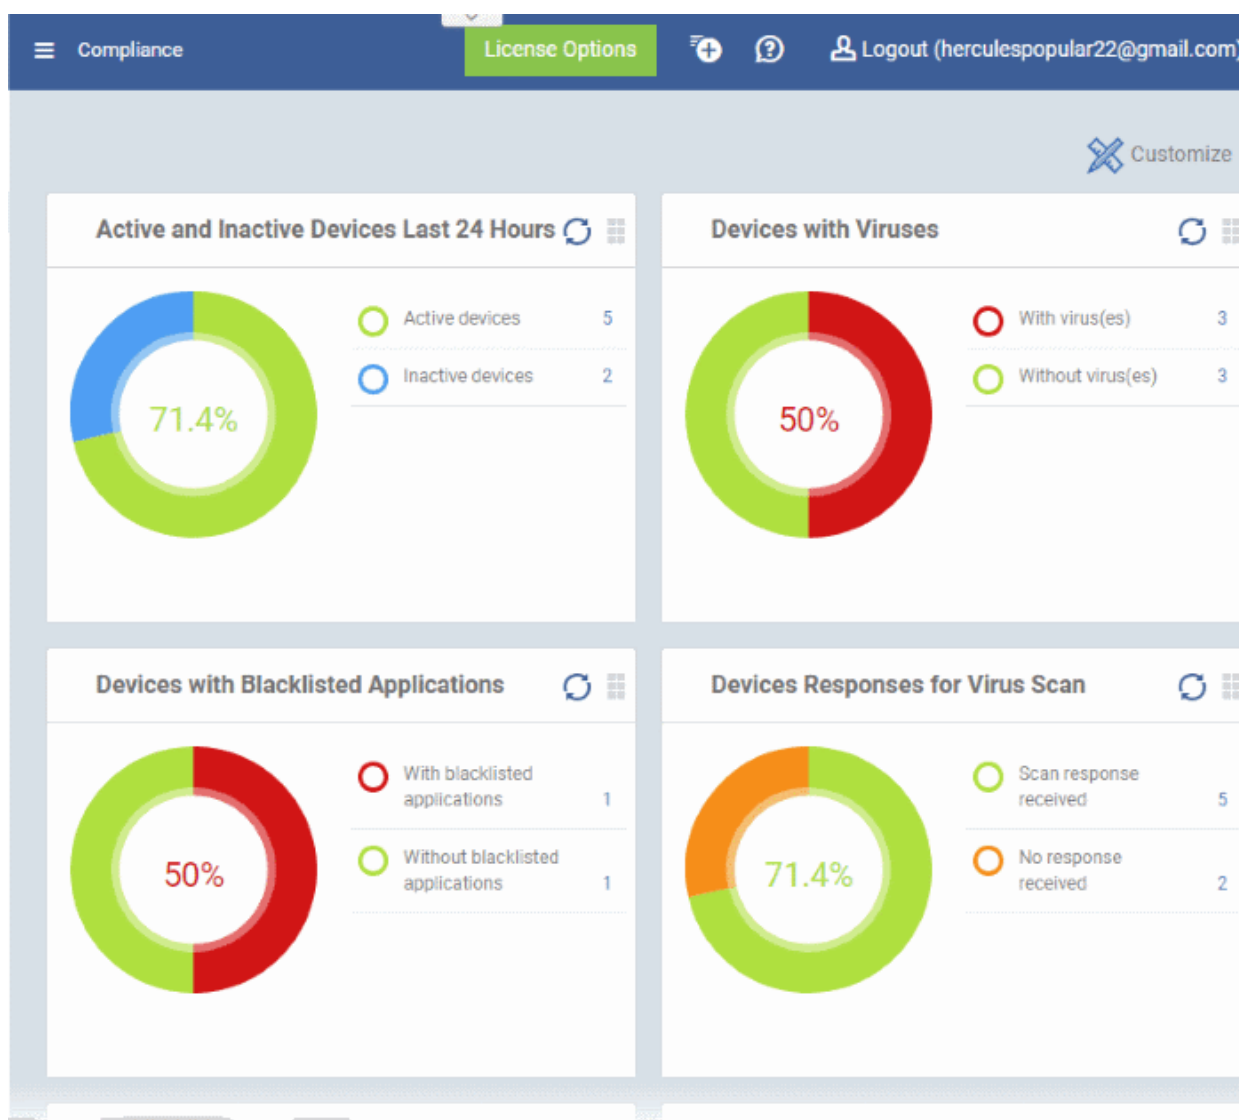 Compliance
License Options
Logout (herculespopular22@gmail.com)
Customize
Active and Inactive Devices Last 24 Hours
Active devices 5
Inactive devices 2
71.4%
Devices with Viruses
With virus(es) 3
Without virus(es) 3
50%
Devices with Blacklisted Applications
With blacklisted
applications 1
Without blacklisted
applications 1
50%
Devices Responses for Virus Scan
Scan response
received 5
No response
received 2
71.4%